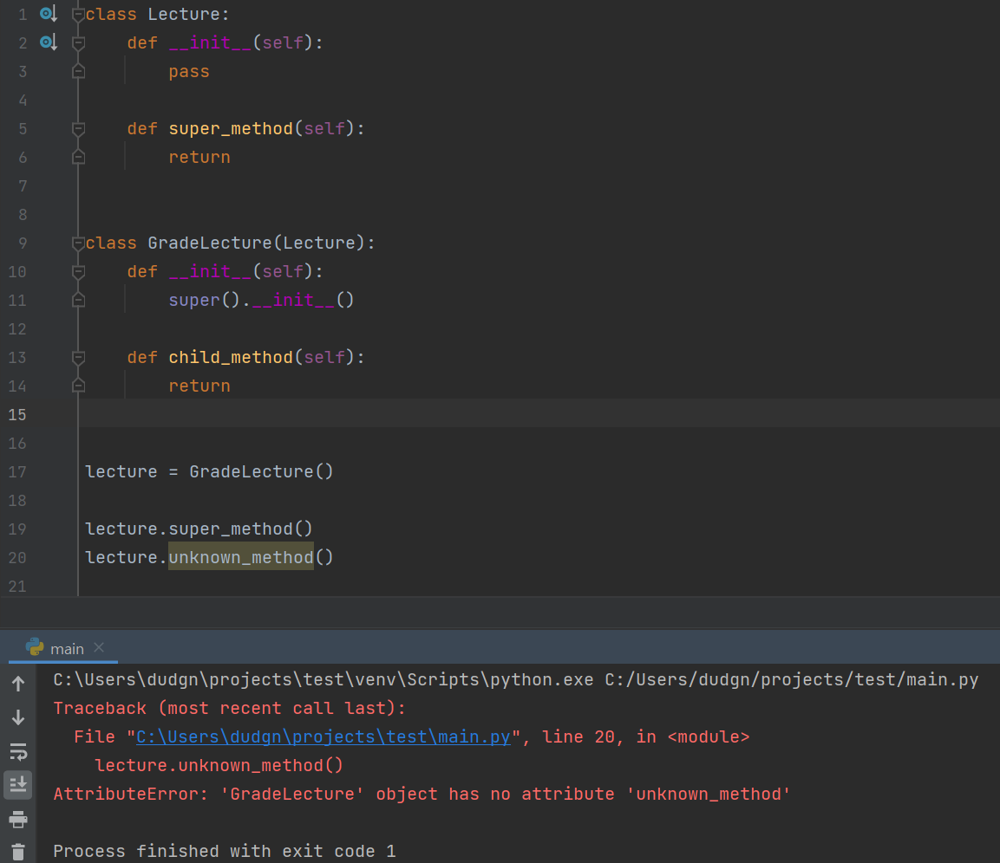 1 class Lecture:
2     def __init__(self):
3         pass
4
5     def super_method(self):
6         return
7
8
9 class GradeLecture(Lecture):
10     def __init__(self):
11         super().__init__()
12
13     def child_method(self):
14         return
15
16
17 lecture = GradeLecture()
18
19 lecture.super_method()
20 lecture.unknown_method()
21
main
C:\Users\dudgn\projects\test\venv\Scripts\python.exe C:/Users/dudgn/projects/test/main.py
Traceback (most recent call last):
  File "C:\Users\dudgn\projects\test\main.py", line 20, in <module>
    lecture.unknown_method()
AttributeError: 'GradeLecture' object has no attribute 'unknown_method'
Process finished with exit code 1